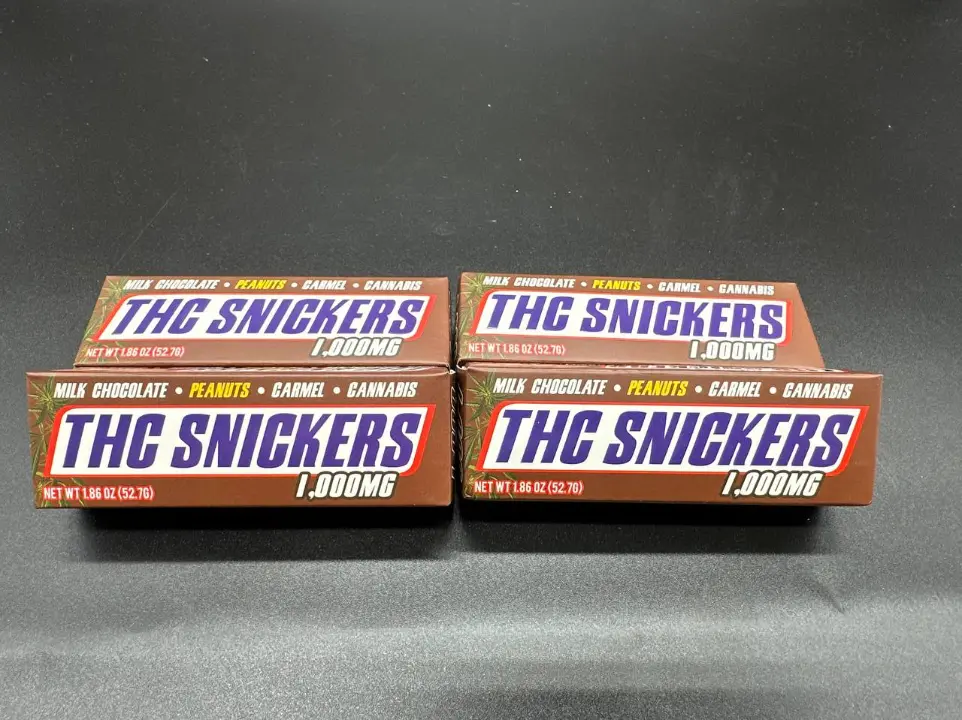 MILK CHOCOLATE • PEANUTS • CARMEL • CANNABIS
THC SNICKERS
NET WT 1.86 OZ (52.7G)
1,000MG
MILK CHOCOLATE • PEANUTS • CARMEL • CANNABIS
THC SNICKERS
NET WT 1.86 OZ (52.7G)
1,000MG
MILK CHOCOLATE • PEANUTS • CARMEL • CANNABIS
THC SNICKERS
NET WT 1.86 OZ (52.7G)
1,000MG
MILK CHOCOLATE • PEANUTS • CARMEL • CANNABIS
THC SNICKERS
NET WT 1.86 OZ (52.7G)
1,000MG